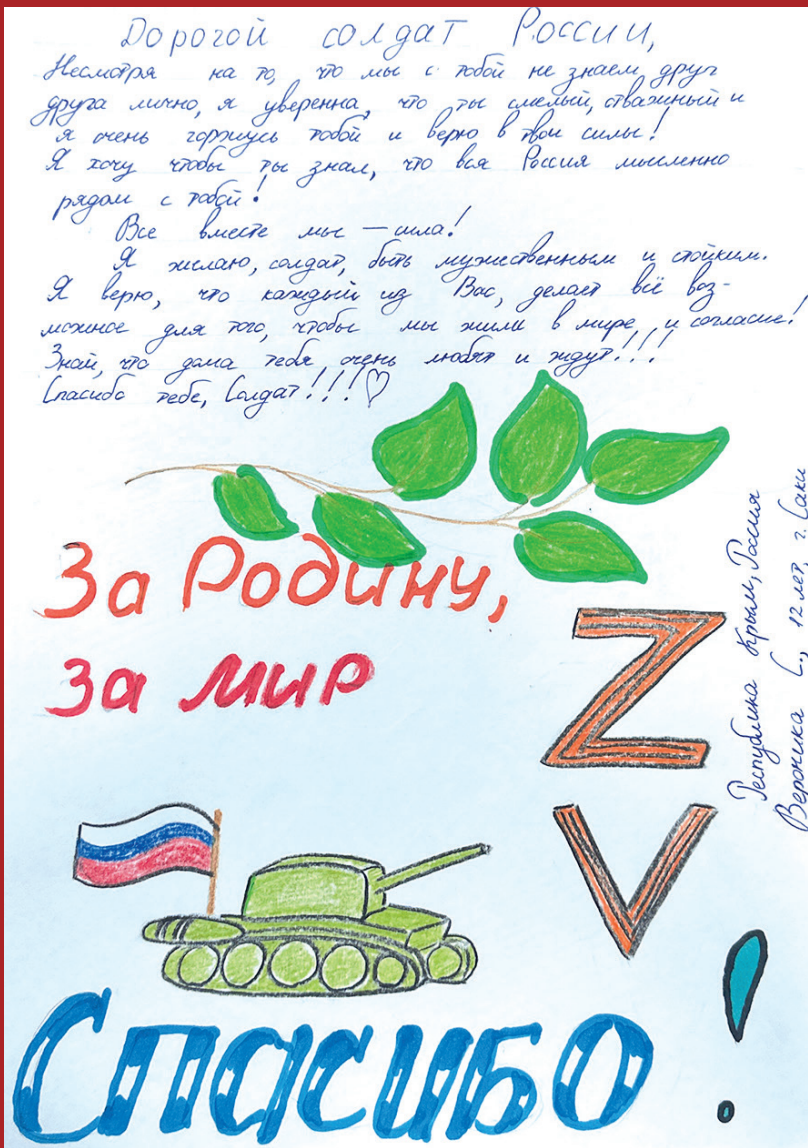 Дорогой солдат России,
Несмотря на то, что мы с тобой не знаем друг
друга лично, я уверенна, что ты смелый, отважный и
я очень горжусь тобой и верю в твои силы!
Я хочу чтобы ты знал, что вся Россия мысленно
рядом с тобой!
Все вместе мы — сила!
Я желаю, солдат, быть мужественным и стойким.
Я верю, что каждый из Вас, делает всё воз-
можное для того, чтобы мы жили в мире, и согласие!
Знай, что дома тебя очень любят и ждут!!!
Спасибо тебе, Солдат!!!
За Родину,
за мир
Z
V
Республика Крым, Россия
Вероника С., 12 лет, г. Саки
Спасибо!